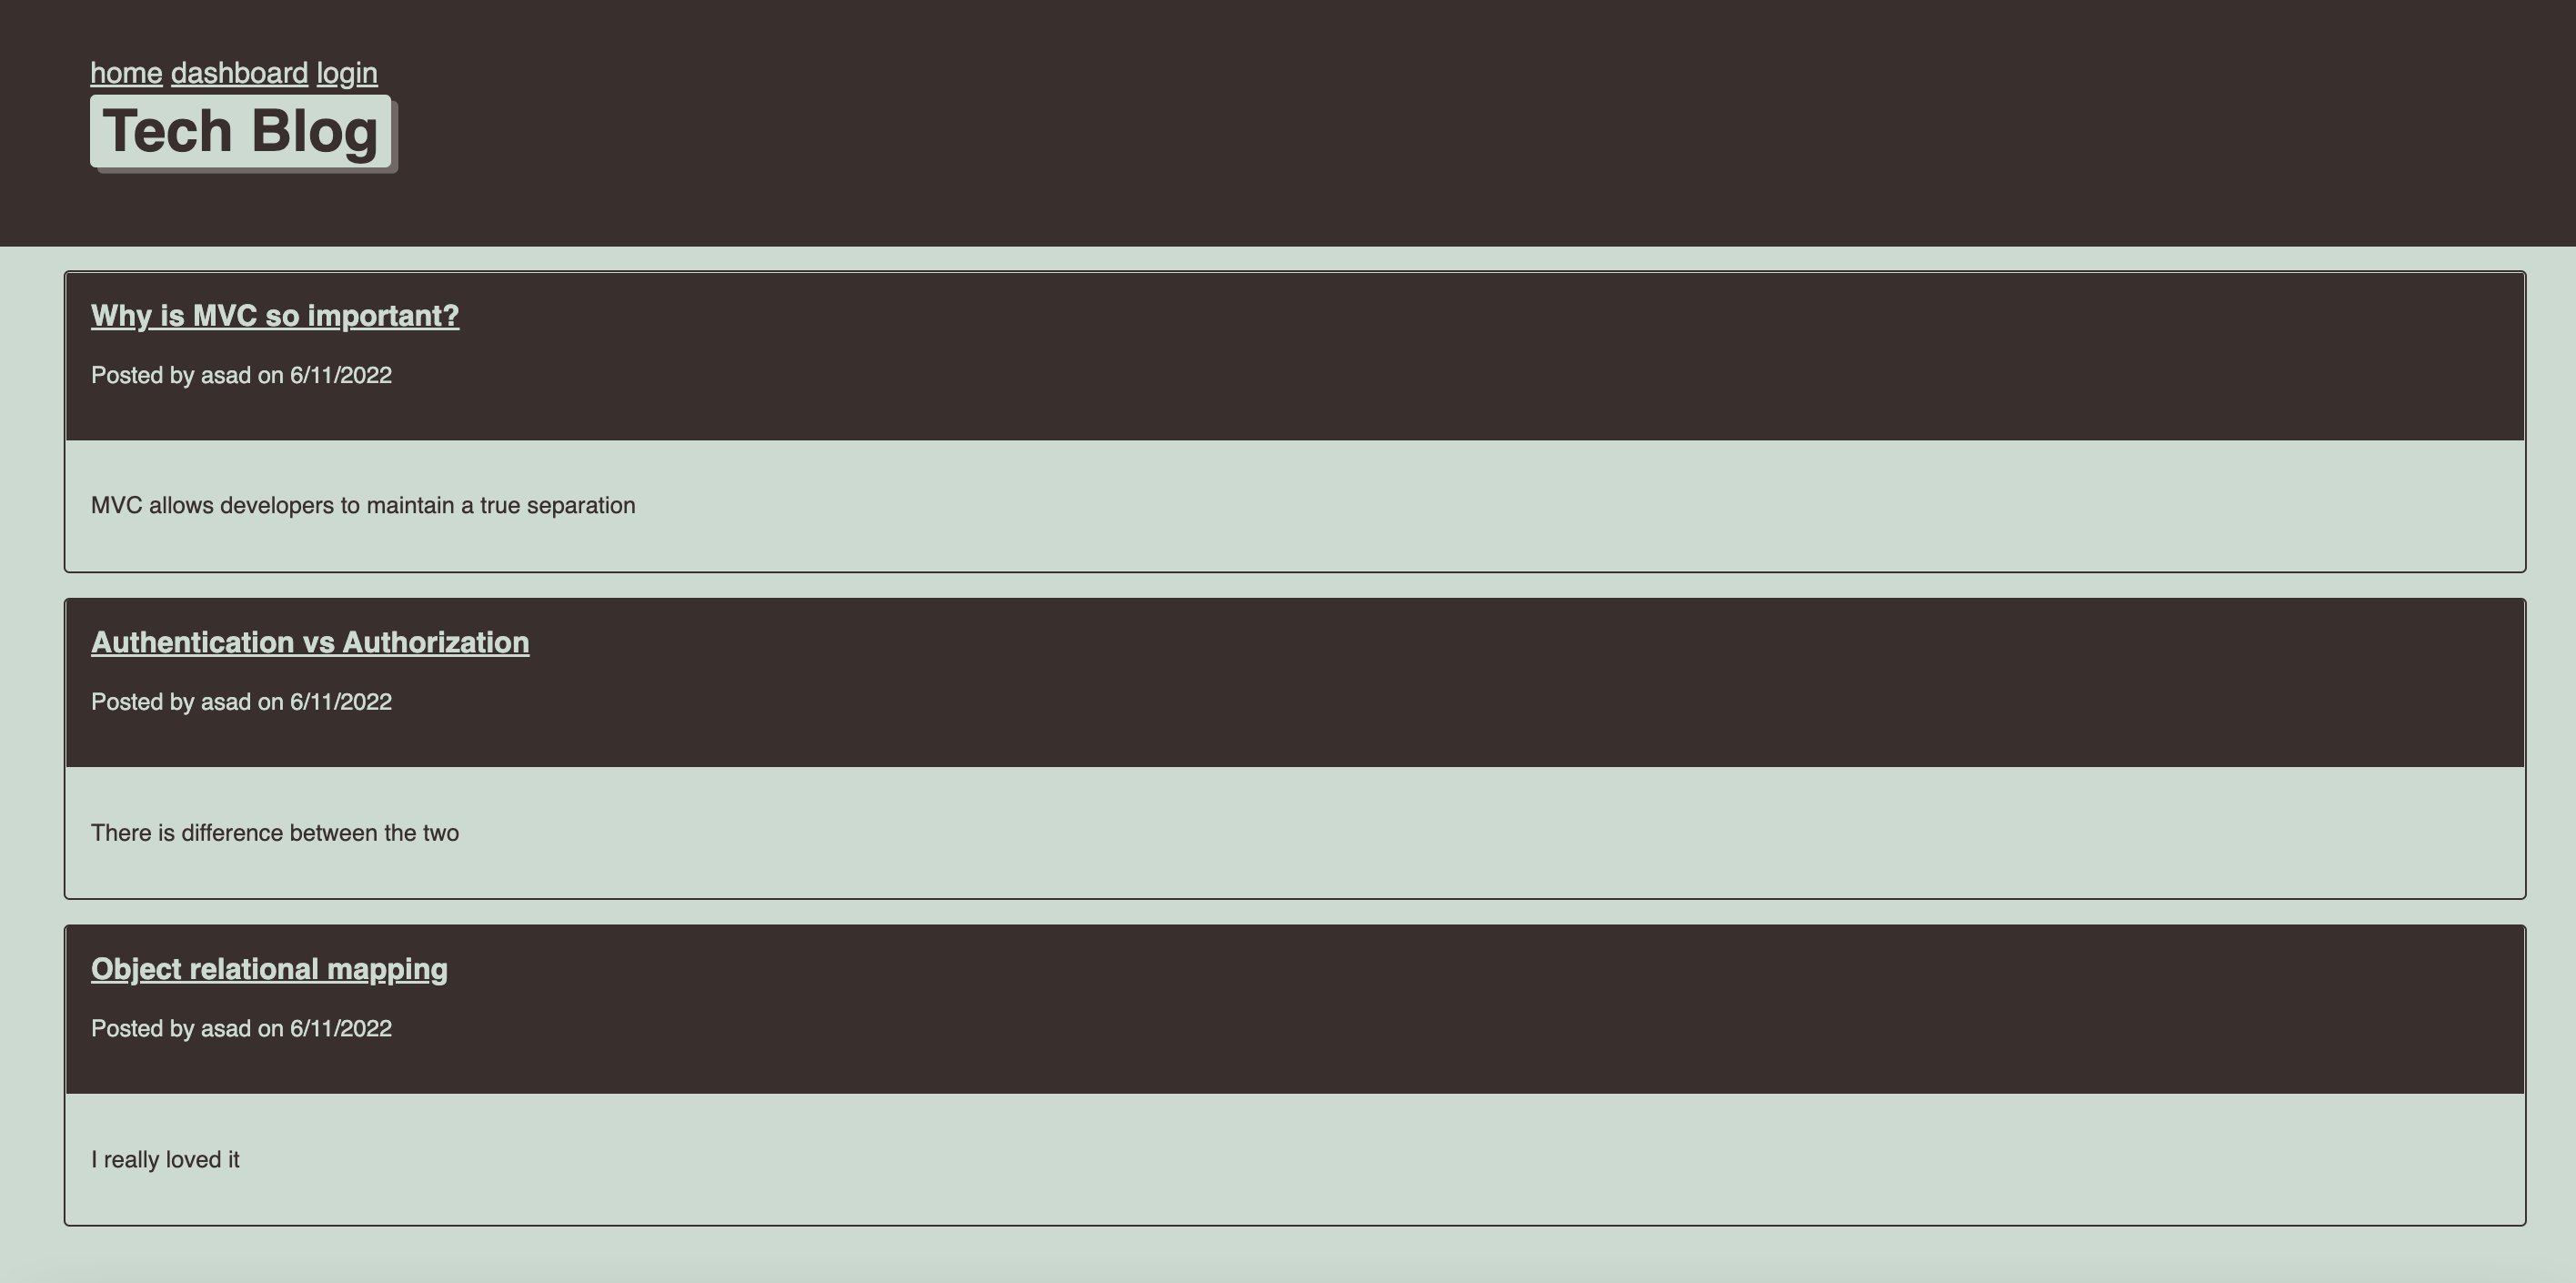 home dashboard login
Tech Blog
Why is MVC so important?
Posted by asad on 6/11/2022
MVC allows developers to maintain a true separation
Authentication vs Authorization
Posted by asad on 6/11/2022
There is difference between the two
Object relational mapping
Posted by asad on 6/11/2022
I really loved it